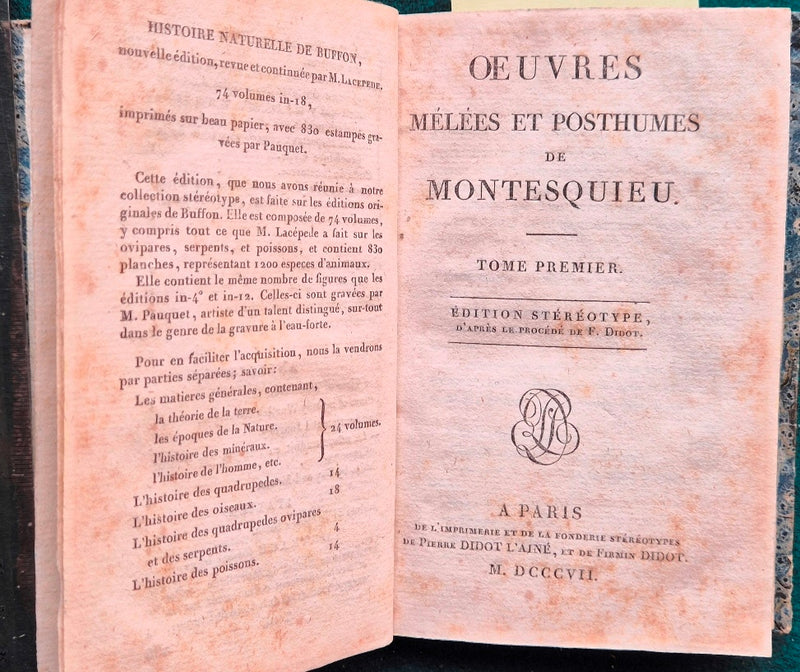 HISTOIRE NATURELLE DE BUFFON,
nouvelle édition, revue et continuée par M. LACEPEDE,
74 volumes in-18,
imprimés sur beau papier, avec 830 estampes gra-
vées par Pauquet.
Cette édition, que nous avons réunie à notre
collection stéréotype, est faite sur les éditions ori-
ginales de Buffon. Elle est composée de 74 volumes,
y compris tout ce que M. Lacépede a fait sur les
ovipares, serpents, et poissons, et contient 830
planches, représentant 1200 especes d'animaux.
Elle contient le même nombre de figures que les
éditions in-4° et in-12. Celles-ci sont gravées par
M. Pauquet, artiste d'un talent distingué, sur-tout
dans le genre de la gravure à l'eau-forte.
Pour en faciliter l'acquisition, nous la vendrons
par parties séparées; savoir:
Les matieres générales, contenant,
la théorie de la terre.
les époques de la Nature.
l'histoire des minéraux.
l'histoire de l'homme, etc.
24 volumes.
L'histoire des quadrupedes. 14
L'histoire des oiseaux. 18
L'histoire des quadrupedes ovipares
et des serpents. 4
L'histoire des poissons. 14
OEUVRES
MÉLÉES ET POSTHUMES
DE
MONTESQUIEU.
TOME PREMIER.
ÉDITION STÉRÉOTYPE,
D'APRÈS LE PROCÉDÉ DE F. DIDOT.
A PARIS
DE L'IMPRIMERIE ET DE LA FONDERIE STÉRÉOTYPES
DE PIERRE DIDOT L'AÎNÉ, ET DE FIRMIN DIDOT.
M. DCCCVII.